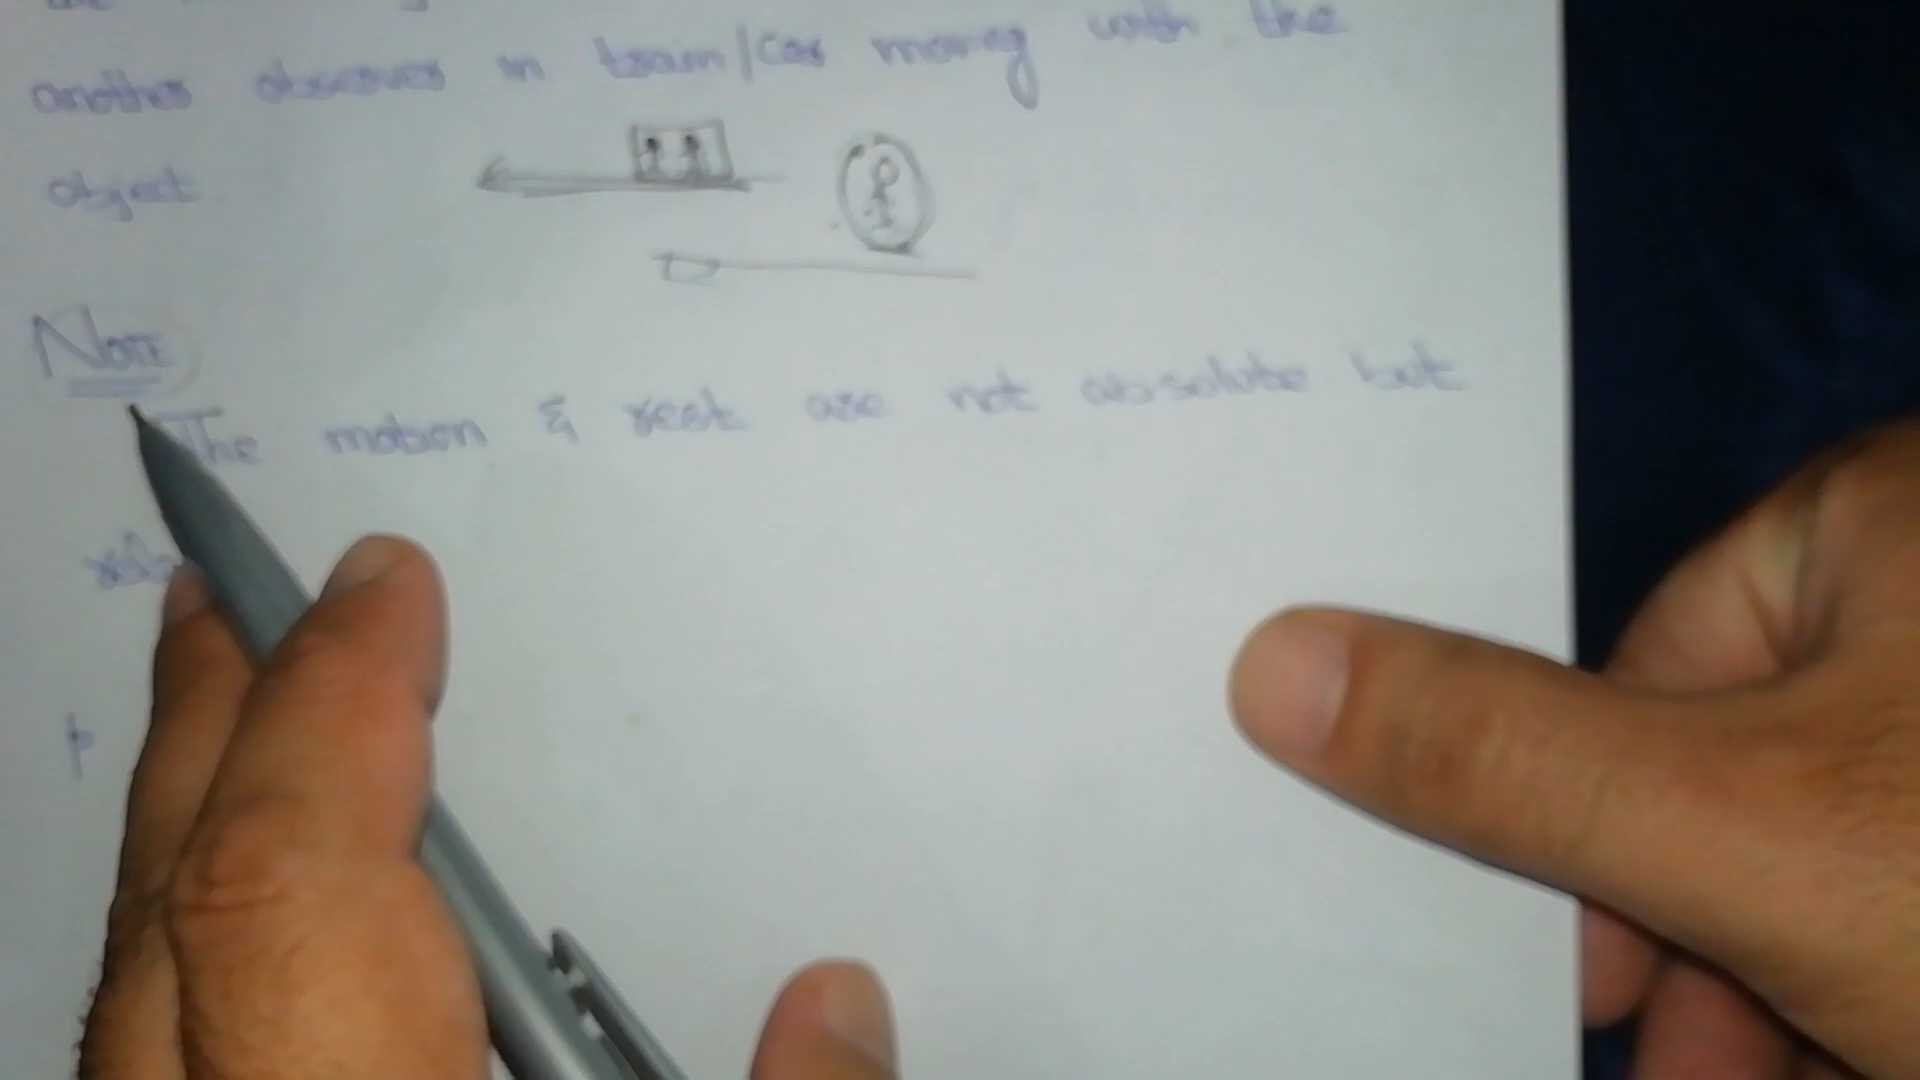 another observer in train/car moving with the
object.
NOTE
The motion & rest are not absolute but